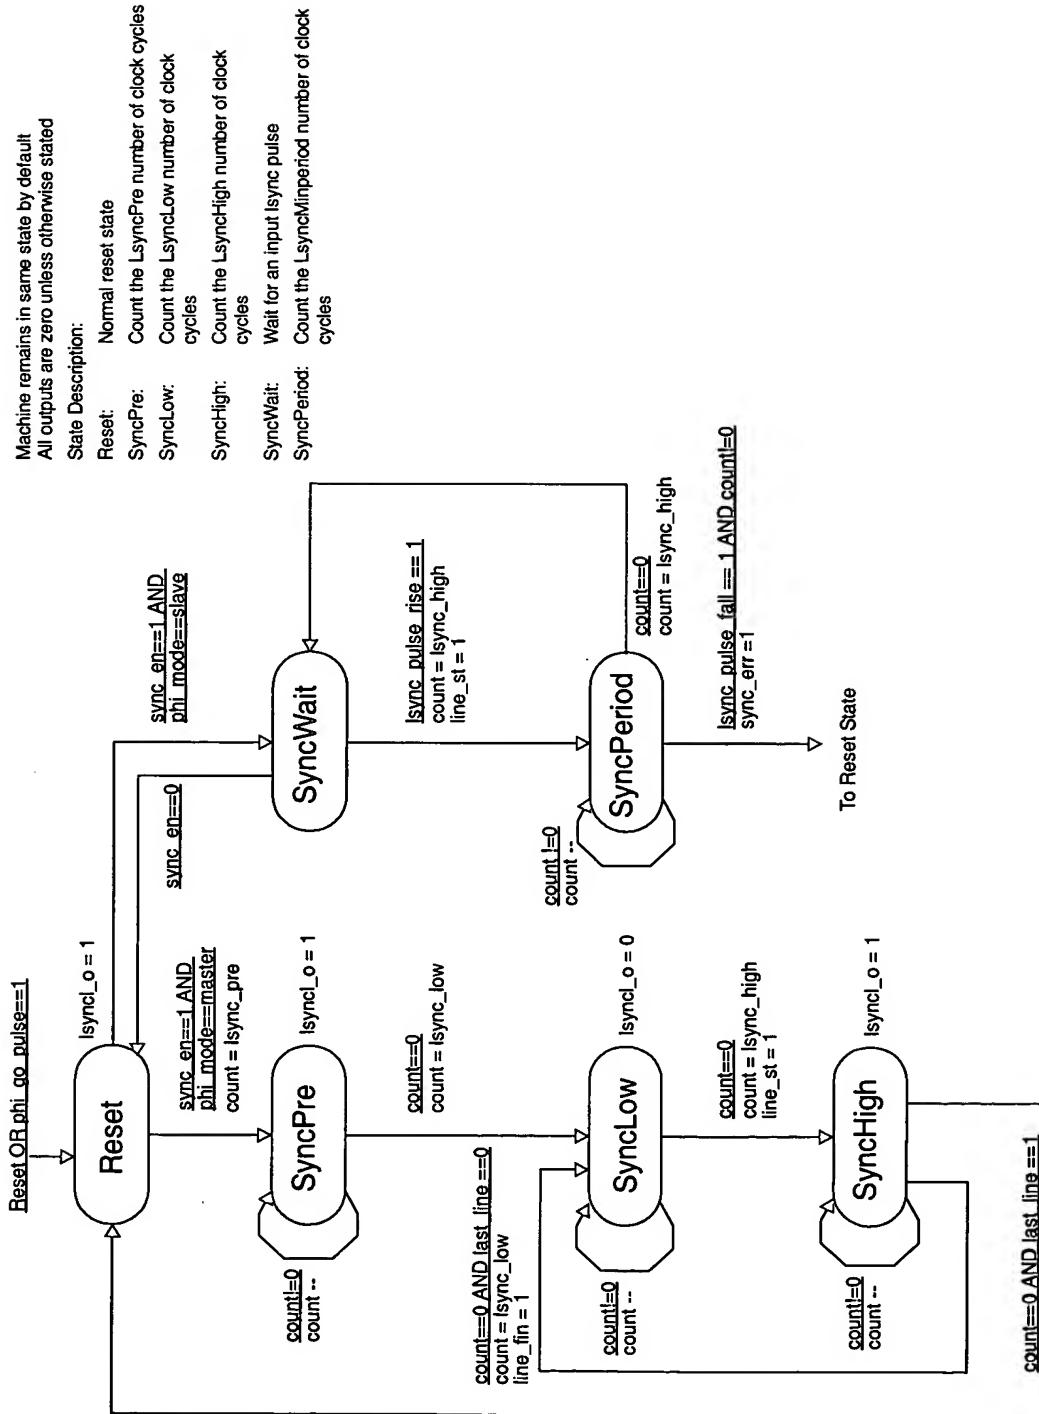 Machine remains in same state by default
All outputs are zero unless otherwise stated
State Description:
Reset: Normal reset state
SyncPre: Count the LsyncPre number of clock cycles
SyncLow: Count the LsyncLow number of clock
cycles
SyncHigh: Count the LsyncHigh number of clock
cycles
SyncWait: Wait for an input lsync pulse
SyncPeriod: Count the LsyncMinperiod number of clock
cycles
Reset OR phi_go_pulse==1
Reset
lsyncl_o = 1
sync_en==1 AND
phi_mode==slave
sync_en==0
sync_en==1 AND
phi_mode==master
count = lsync_pre
SyncWait
SyncPre
lsyncl_o = 1
count!=0
count --
lsync_pulse_rise == 1
count = lsync_high
line_st = 1
count==0
count = lsync_low
SyncPeriod
count !=0
count --
count==0
count = lsync_high
count==0 AND last_line ==0
count = lsync_low
line_fin = 1
SyncLow
lsyncl_o = 0
count!=0
count --
lsync_pulse_fall == 1 AND count!=0
sync_err =1
To Reset State
count==0
count = lsync_high
line_st = 1
SyncHigh
lsyncl_o = 1
count!=0
count --
count==0 AND last_line ==1